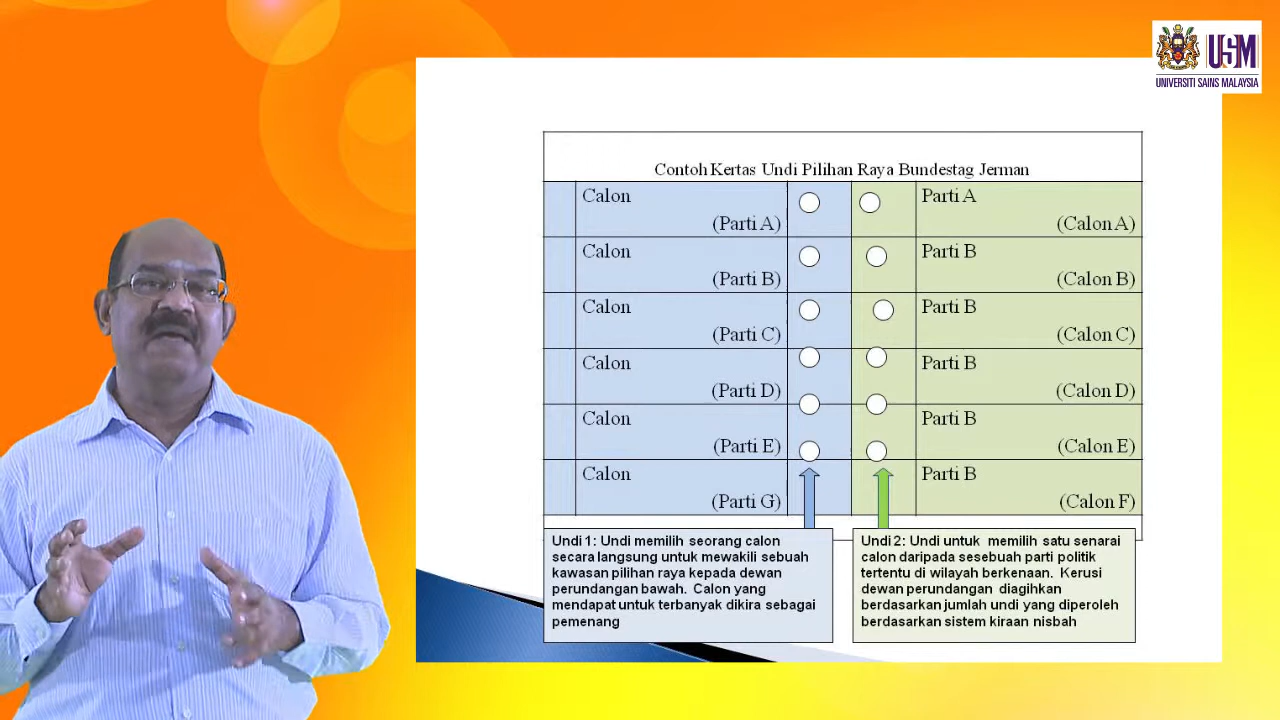 USM
UNIVERSITI SAINS MALAYSIA
Contoh Kertas Undi Pilihan Raya Bundestag Jerman
Calon
(Parti A)
Parti A
(Calon A)
Calon
(Parti B)
Parti B
(Calon B)
Calon
(Parti C)
Parti B
(Calon C)
Calon
(Parti D)
Parti B
(Calon D)
Calon
(Parti E)
Parti B
(Calon E)
Calon
(Parti G)
Parti B
(Calon F)
Undi 1: Undi memilih seorang calon
secara langsung untuk mewakili sebuah
kawasan pilihan raya kepada dewan
perundangan bawah. Calon yang
mendapat untuk terbanyak dikira sebagai
pemenang
Undi 2: Undi untuk memilih satu senarai
calon daripada sesebuah parti politik
tertentu di wilayah berkenaan. Kerusi
dewan perundangan diagihkan
berdasarkan jumlah undi yang diperoleh
berdasarkan sistem kiraan nisbah